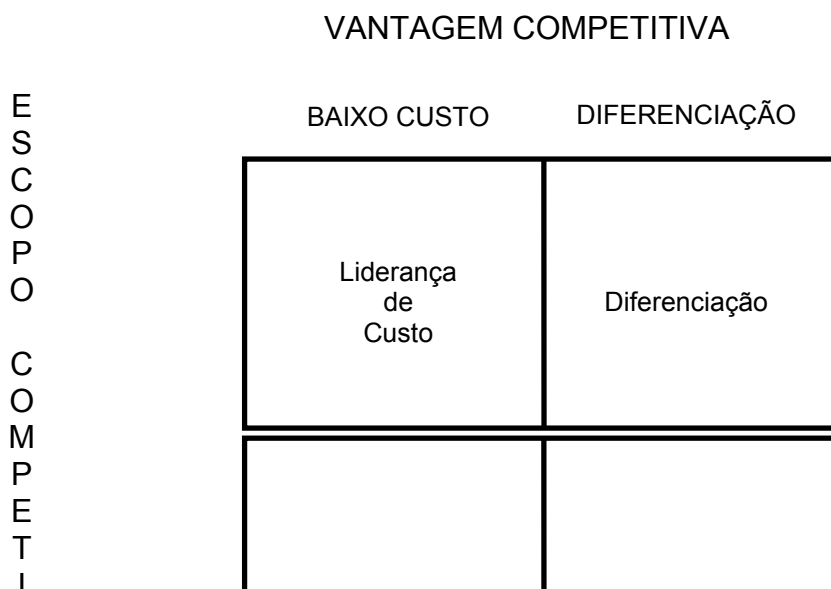 VANTAGEM COMPETITIVA
BAIXO CUSTO
DIFERENCIAÇÃO
E
S
C
O
P
O
C
O
M
P
E
T
I
Liderança
de
Custo
Diferenciação